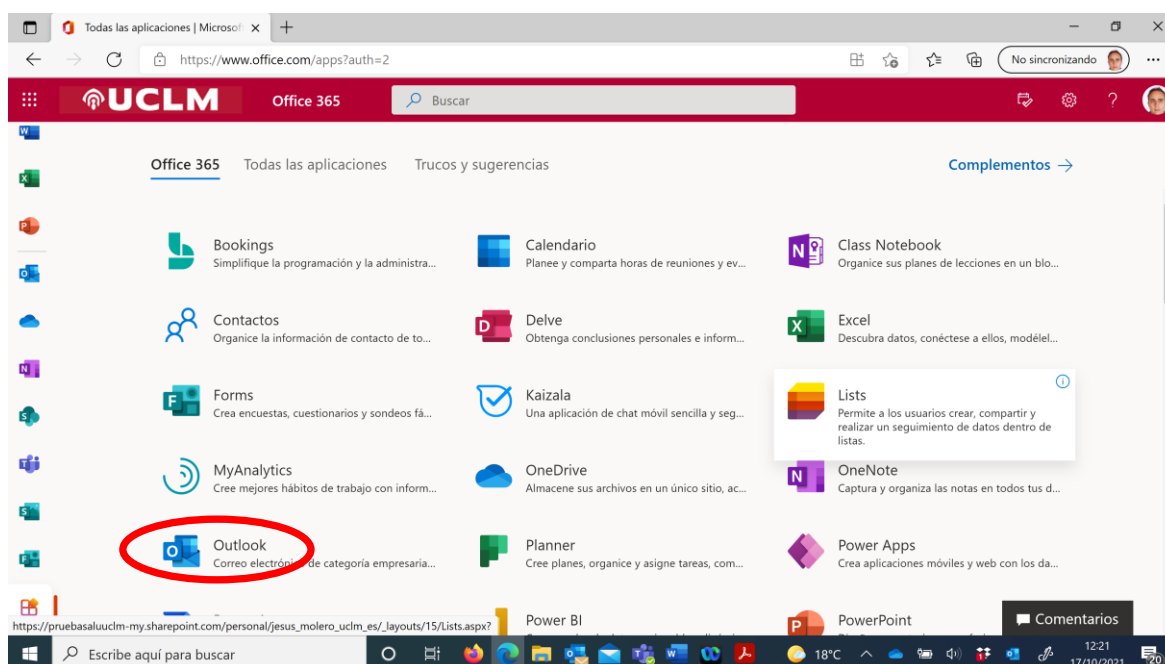 Todas las aplicaciones | Microsof
https://www.office.com/apps?auth=2
No sincronizando
UCLM
Office 365
Buscar
Office 365
Todas las aplicaciones
Trucos y sugerencias
Complementos →
Bookings
Simplifique la programación y la administra...
Calendario
Planee y comparta horas de reuniones y ev...
Class Notebook
Organice sus planes de lecciones en un blo...
Contactos
Organice la información de contacto de to...
Delve
Obtenga conclusiones personales e inform...
Excel
Descubra datos, conéctese a ellos, modélel...
Forms
Crea encuestas, cuestionarios y sondeos fá...
Kaizala
Una aplicación de chat móvil sencilla y seg...
Lists
Permite a los usuarios crear, compartir y
realizar un seguimiento de datos dentro de
listas.
MyAnalytics
Cree mejores hábitos de trabajo con inform...
OneDrive
Almacene sus archivos en un único sitio, ac...
OneNote
Captura y organiza las notas en todos tus d...
Outlook
Correo electrónico de categoría empresaria...
Planner
Cree planes, organice y asigne tareas, com...
Power Apps
Crea aplicaciones móviles y web con los da...
Power BI
PowerPoint
Comentarios
https://pruebasaluuclm-my.sharepoint.com/personal/jesus_molero_uclm_es/_layouts/15/Lists.aspx?
Escribe aquí para buscar
18°C
12:21
17/10/2021
20